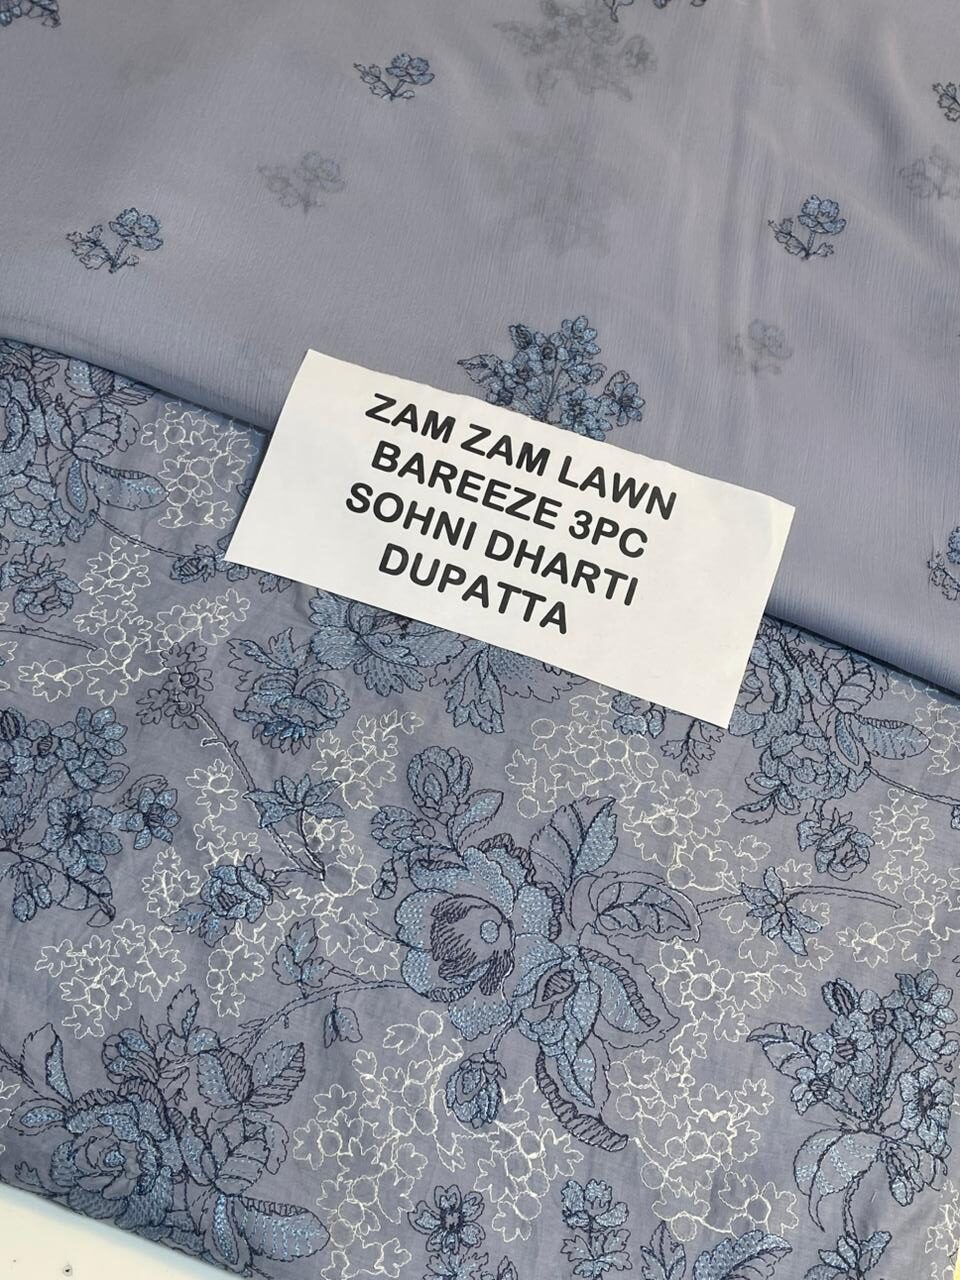 ZAM ZAM LAWN
BAREEZE 3PC
SOHNI DHARTI
DUPATTA